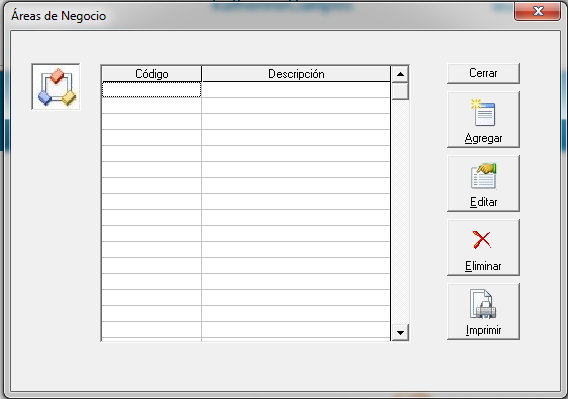 Áreas de Negocio
Código Descripción
Cerrar
Agregar
Editar
Eliminar
Imprimir